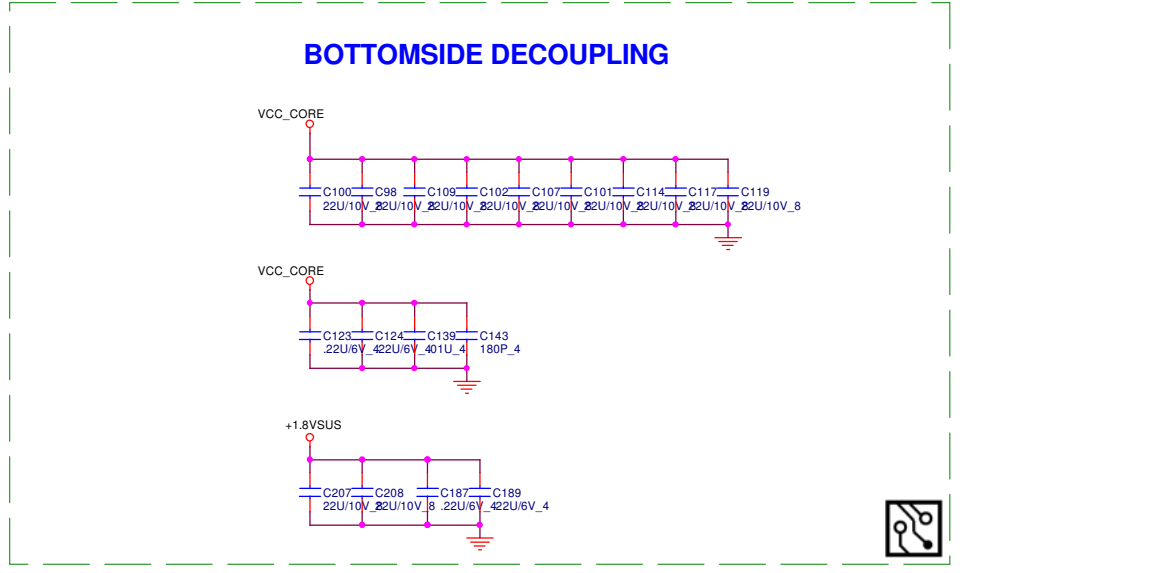 BOTTOMSIDE DECOUPLING
VCC_CORE
C100 C98 C109 C102 C107 C101 C114 C117 C119
22U/10V_8 22U/10V_8 22U/10V_8 22U/10V_8 22U/10V_8 22U/10V_8 22U/10V_8 22U/10V_8 22U/10V_8
VCC_CORE
C123 C124 C139 C143
.22U/6V_4 .22U/6V_4 .01U_4 180P_4
+1.8VSUS
C207 C208 C187 C189
22U/10V_8 22U/10V_8 .22U/6V_4 .22U/6V_4